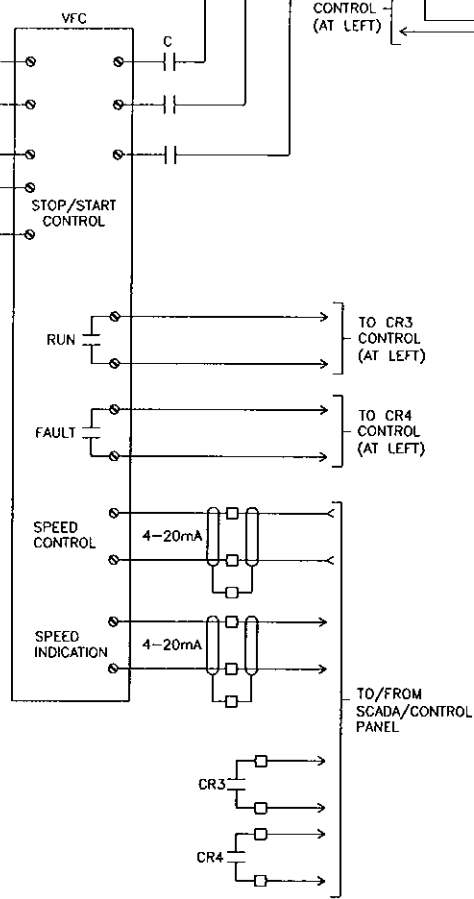 CONTROL
(AT LEFT)
VFC
C
STOP/START
CONTROL
RUN
TO CR3
CONTROL
(AT LEFT)
FAULT
TO CR4
CONTROL
(AT LEFT)
SPEED
CONTROL
4-20mA
SPEED
INDICATION
4-20mA
TO/FROM
SCADA/CONTROL
PANEL
CR3
CR4